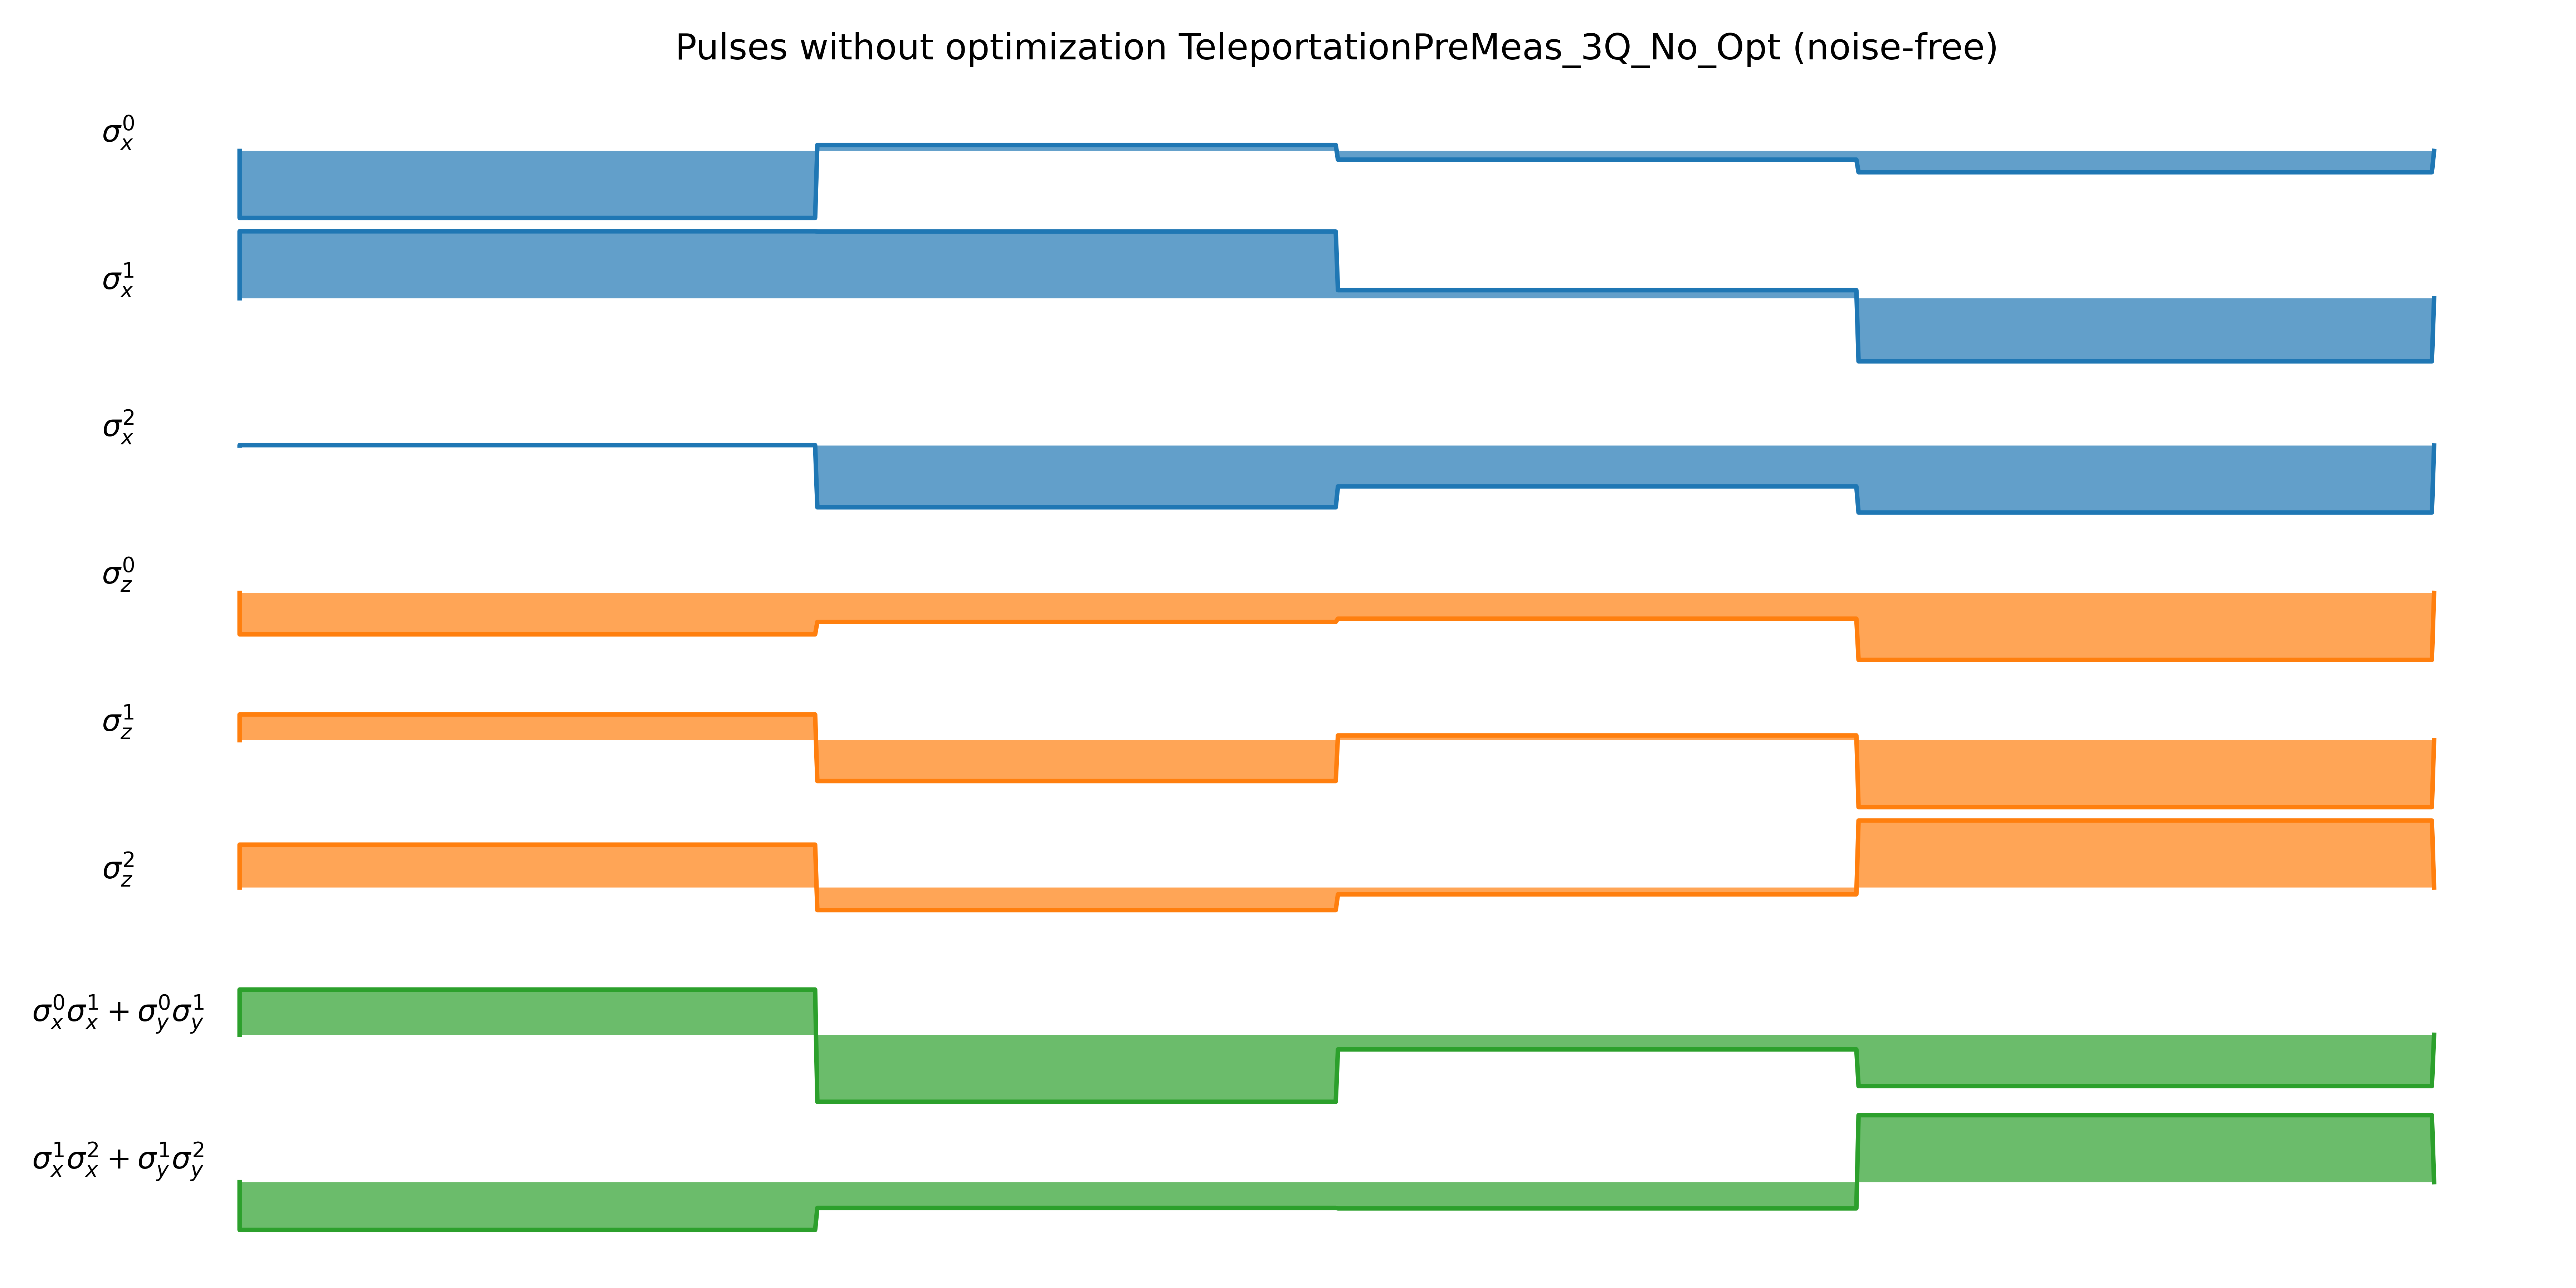 Pulses without optimization TeleportationPreMeas_3Q_No_Opt (noise-free)
σ_x^0
σ_x^1
σ_x^2
σ_z^0
σ_z^1
σ_z^2
σ_x^0σ_x^1 + σ_y^0σ_y^1
σ_x^1σ_x^2 + σ_y^1σ_y^2